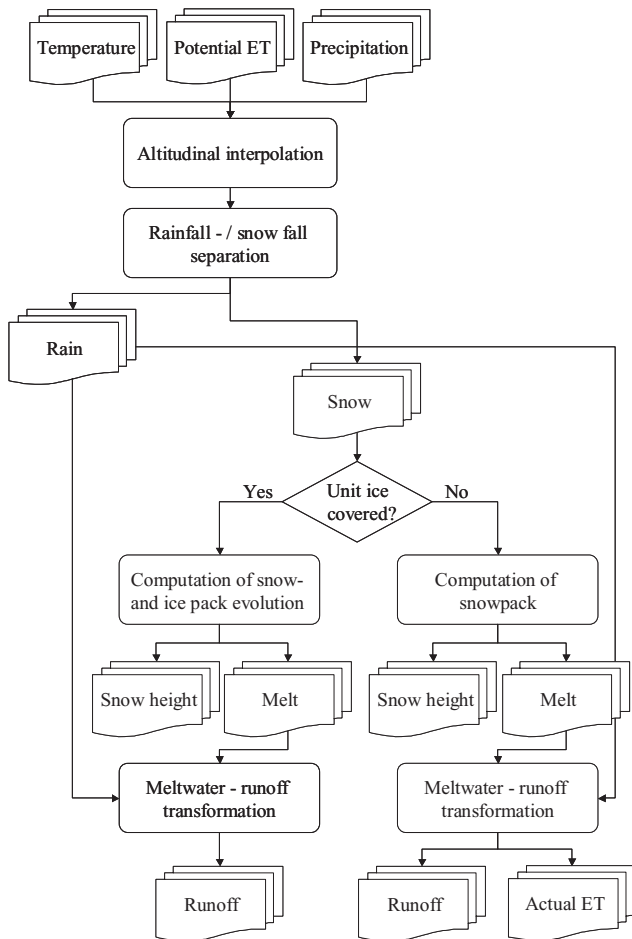 Temperature
Potential ET
Precipitation
Altitudinal interpolation
Rainfall - / snow fall
separation
Rain
Snow
Yes
Unit ice
covered?
No
Computation of snow-
and ice pack evolution
Computation of
snowpack
Snow height
Melt
Snow height
Melt
Meltwater - runoff
transformation
Meltwater - runoff
transformation
Runoff
Runoff
Actual ET